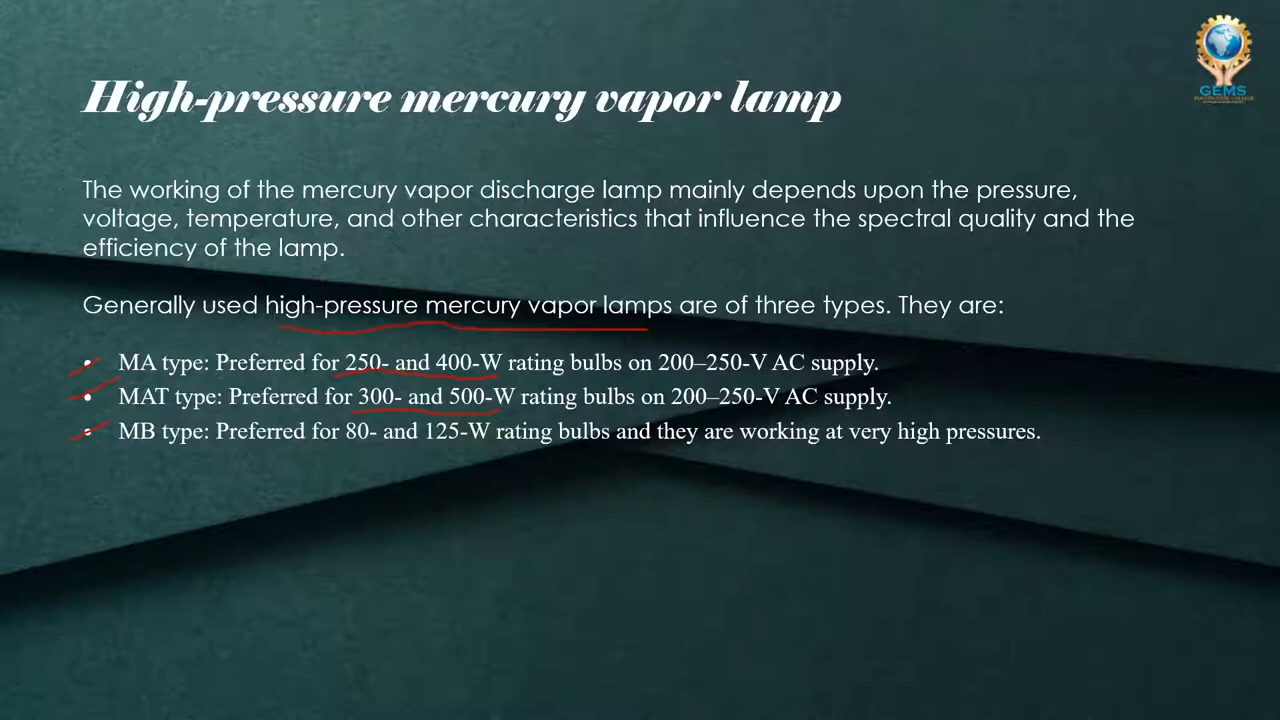 GEMS
High-pressure mercury vapor lamp
The working of the mercury vapor discharge lamp mainly depends upon the pressure,
voltage, temperature, and other characteristics that influence the spectral quality and the
efficiency of the lamp.
Generally used high-pressure mercury vapor lamps are of three types. They are:
• MA type: Preferred for 250- and 400-W rating bulbs on 200–250-V AC supply.
• MAT type: Preferred for 300- and 500-W rating bulbs on 200–250-V AC supply.
• MB type: Preferred for 80- and 125-W rating bulbs and they are working at very high pressures.